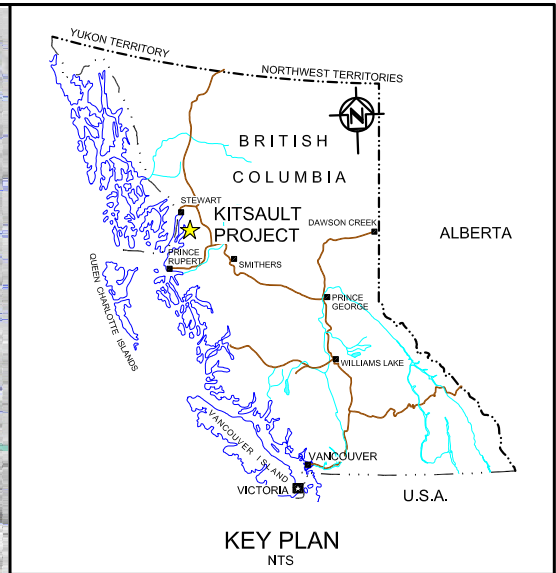 YUKON TERRITORY
NORTHWEST TERRITORIES
N
BRITISH
COLUMBIA
STEWART
KITSAULT
PROJECT
DAWSON CREEK
ALBERTA
PRINCE
RUPERT
SMITHERS
QUEEN CHARLOTTE ISLANDS
PRINCE
GEORGE
WILLIAMS LAKE
VANCOUVER ISLAND
VANCOUVER
VICTORIA
U.S.A.
KEY PLAN
NTS